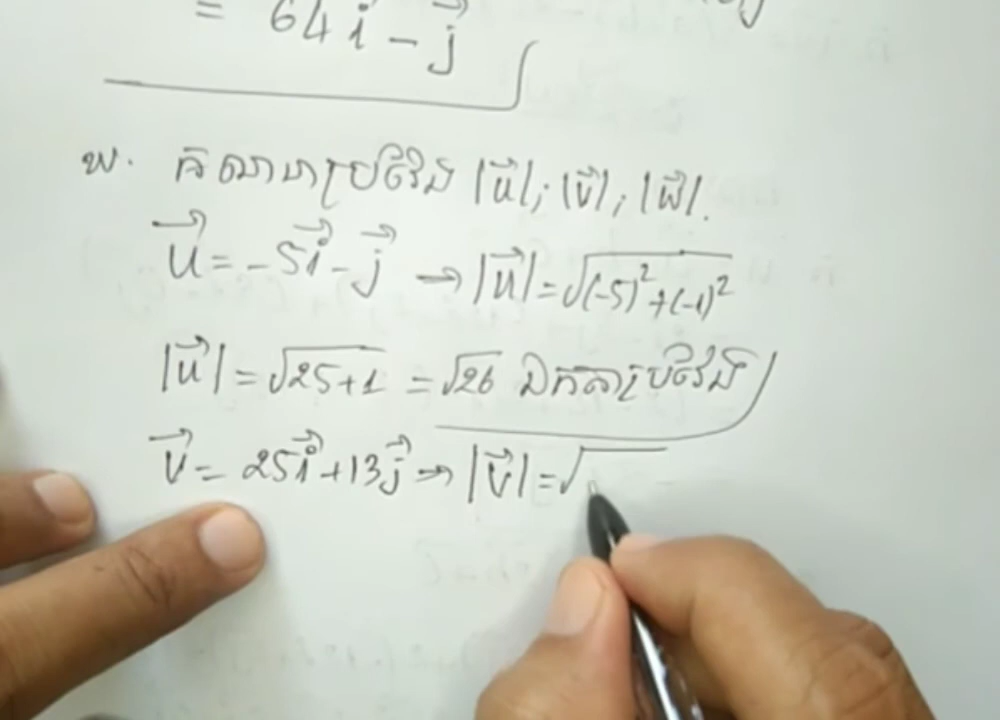 = 64i⃗ - j⃗
ឃ. គណនាប្រវែង |u⃗|; |v⃗|; |w⃗|.
u⃗ = -5i⃗ - j⃗ → |u⃗| = √(-5)² + (-1)²
|u⃗| = √25+1 = √26 ឯកតាប្រវែង
v⃗ = 25i⃗ + 13j⃗ → |v⃗| = √